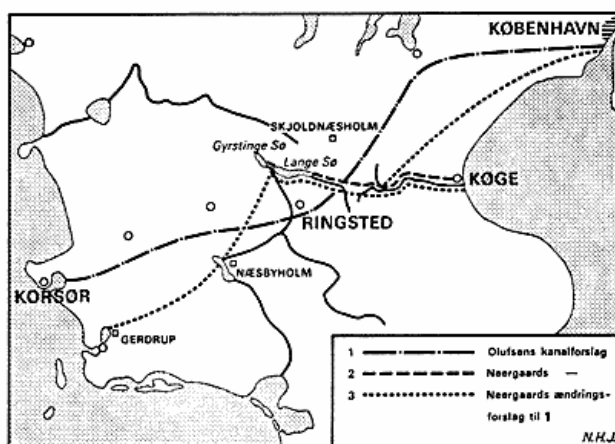 KØBENHAVN
SKJOLDNÆSHOLM
Gyrstinge Sø
Lange Sø
KØGE
RINGSTED
NÆSBYHOLM
KORSØR
GERDRUP
1 Olufsens kanalforslag
2 Neergaards —
3 Neergaards ændrings-
forslag til 1
N.H.J.